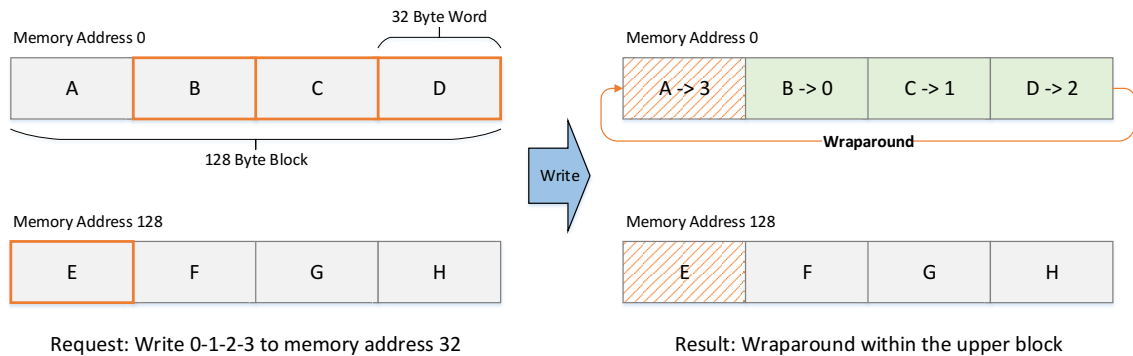 32 Byte Word
Memory Address 0
A B C D
128 Byte Block
Memory Address 128
E F G H
Request: Write 0-1-2-3 to memory address 32
Write
Memory Address 0
A -> 3 B -> 0 C -> 1 D -> 2
Wraparound
Memory Address 128
E F G H
Result: Wraparound within the upper block